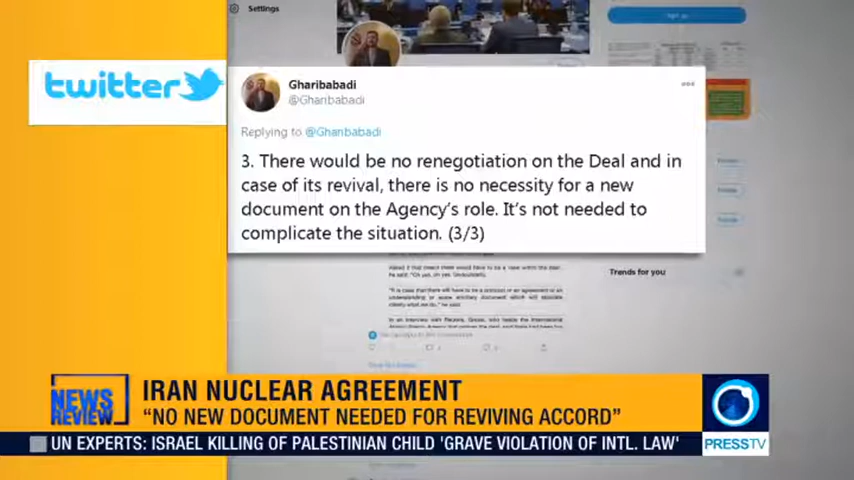 Settings
Sign up
twitter
Gharibabadi
@Gharibabadi
Replying to @Gharibabadi
3. There would be no renegotiation on the Deal and in
case of its revival, there is no necessity for a new
document on the Agency's role. It's not needed to
complicate the situation. (3/3)
Trends for you
NEWS
REVIEW
IRAN NUCLEAR AGREEMENT
“NO NEW DOCUMENT NEEDED FOR REVIVING ACCORD”
PRESSTV
UN EXPERTS: ISRAEL KILLING OF PALESTINIAN CHILD 'GRAVE VIOLATION OF INTL. LAW'